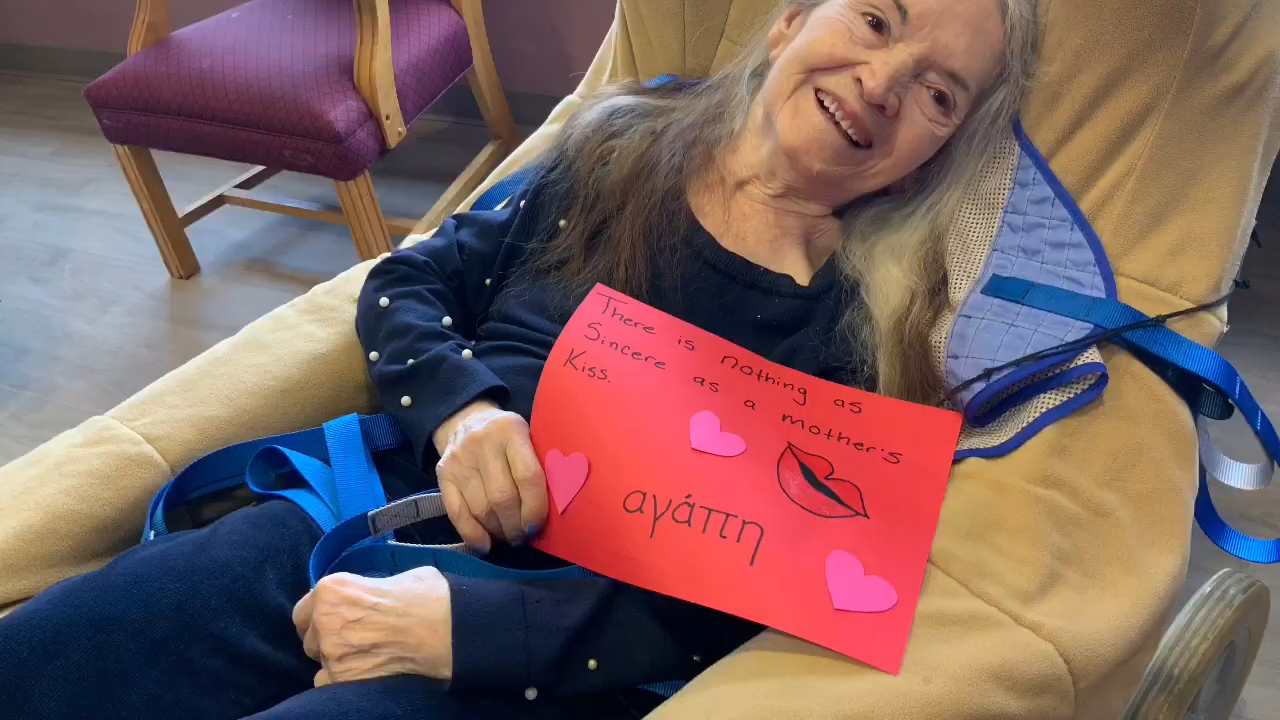 There is nothing as
Sincere as a mother's
Kiss.
αγάπη